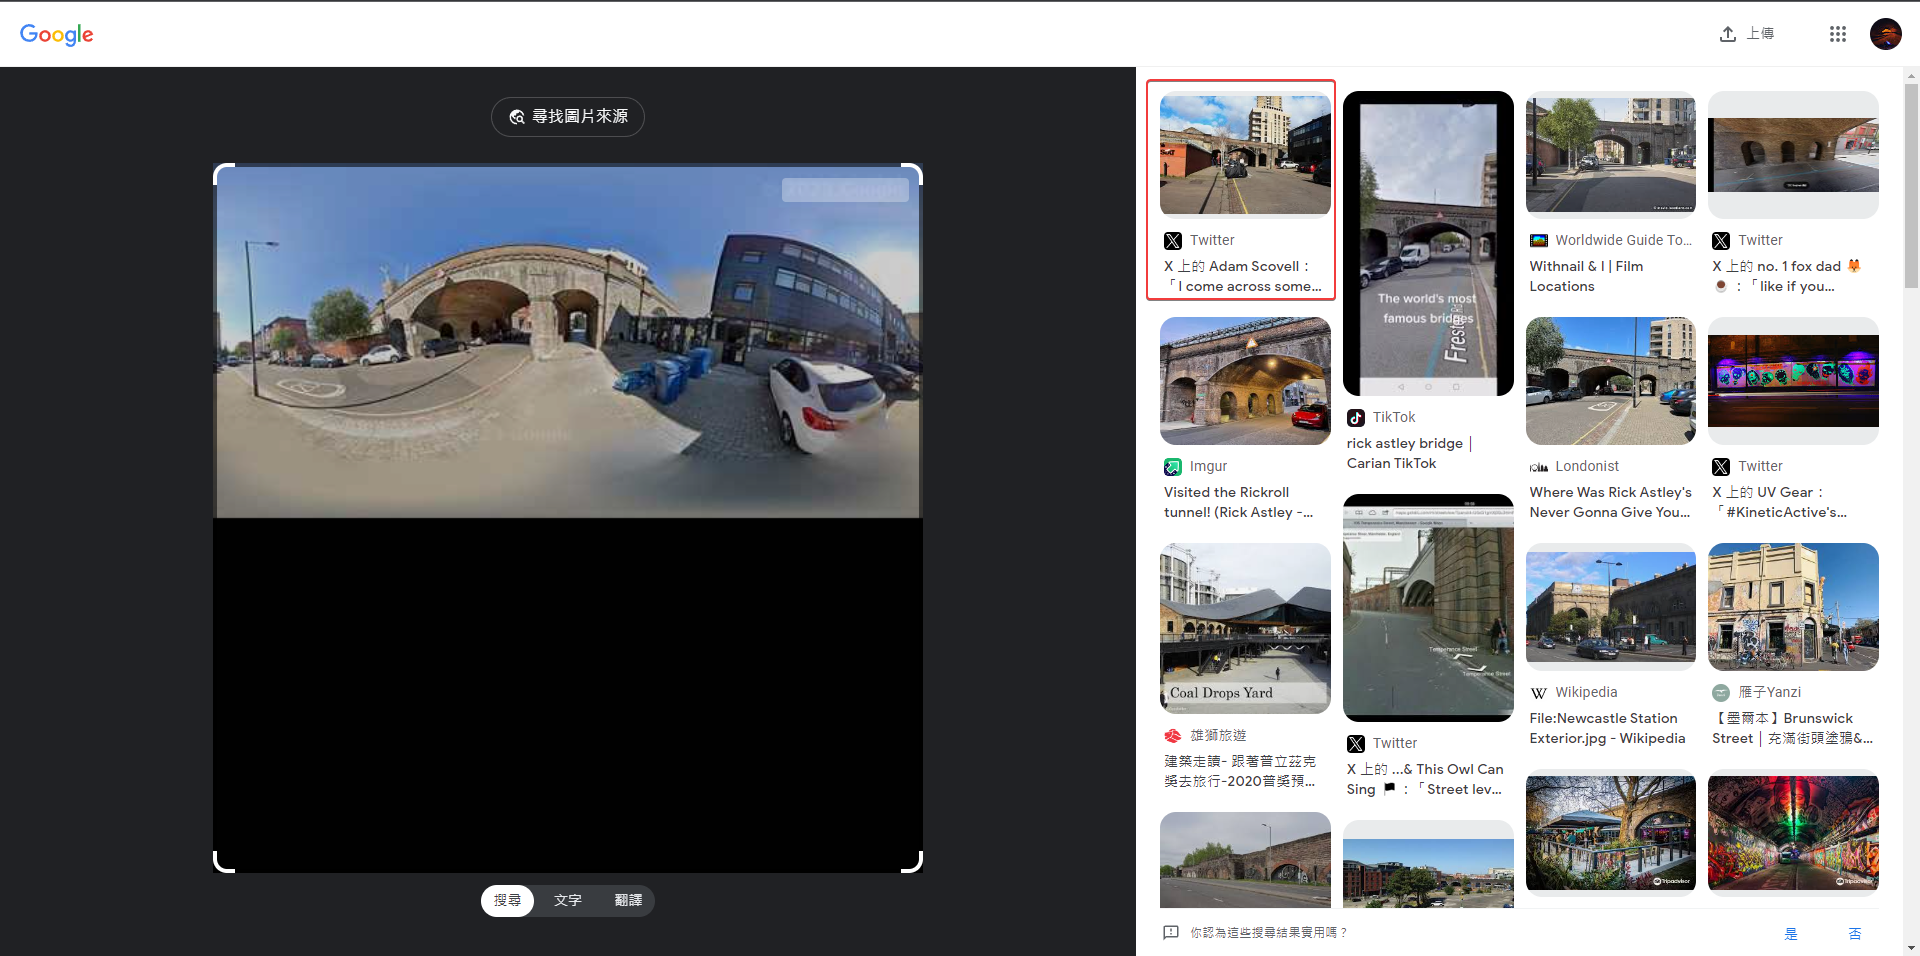 Google
上傳
尋找圖片來源
搜尋
文字
翻譯
Twitter
X 上的 Adam Scovell：
「I come across some...
Imgur
Visited the Rickroll
tunnel! (Rick Astley -...
Coal Drops Yard
雄獅旅遊
建築走讀- 跟著普立茲克
獎去旅行-2020普獎預...
The world's most
famous bridges
Freston
TikTok
rick astley bridge |
Carian TikTok
Temperance Street
Temperance Street
Twitter
X 上的 ...& This Owl Can
Sing 🏴 ：「Street lev...
Worldwide Guide To...
Withnail & I | Film
Locations
Londonist
Where Was Rick Astley's
Never Gonna Give You...
Wikipedia
File:Newcastle Station
Exterior.jpg - Wikipedia
Tripadvisor
Twitter
X 上的 no. 1 fox dad 🦊
☕ ：「like if you...
Twitter
X 上的 UV Gear：
「#KineticActive's...
雁子Yanzi
【墨爾本】Brunswick
Street｜充滿街頭塗鴉&...
Tripadvisor
你認為這些搜尋結果實用嗎？
是
否